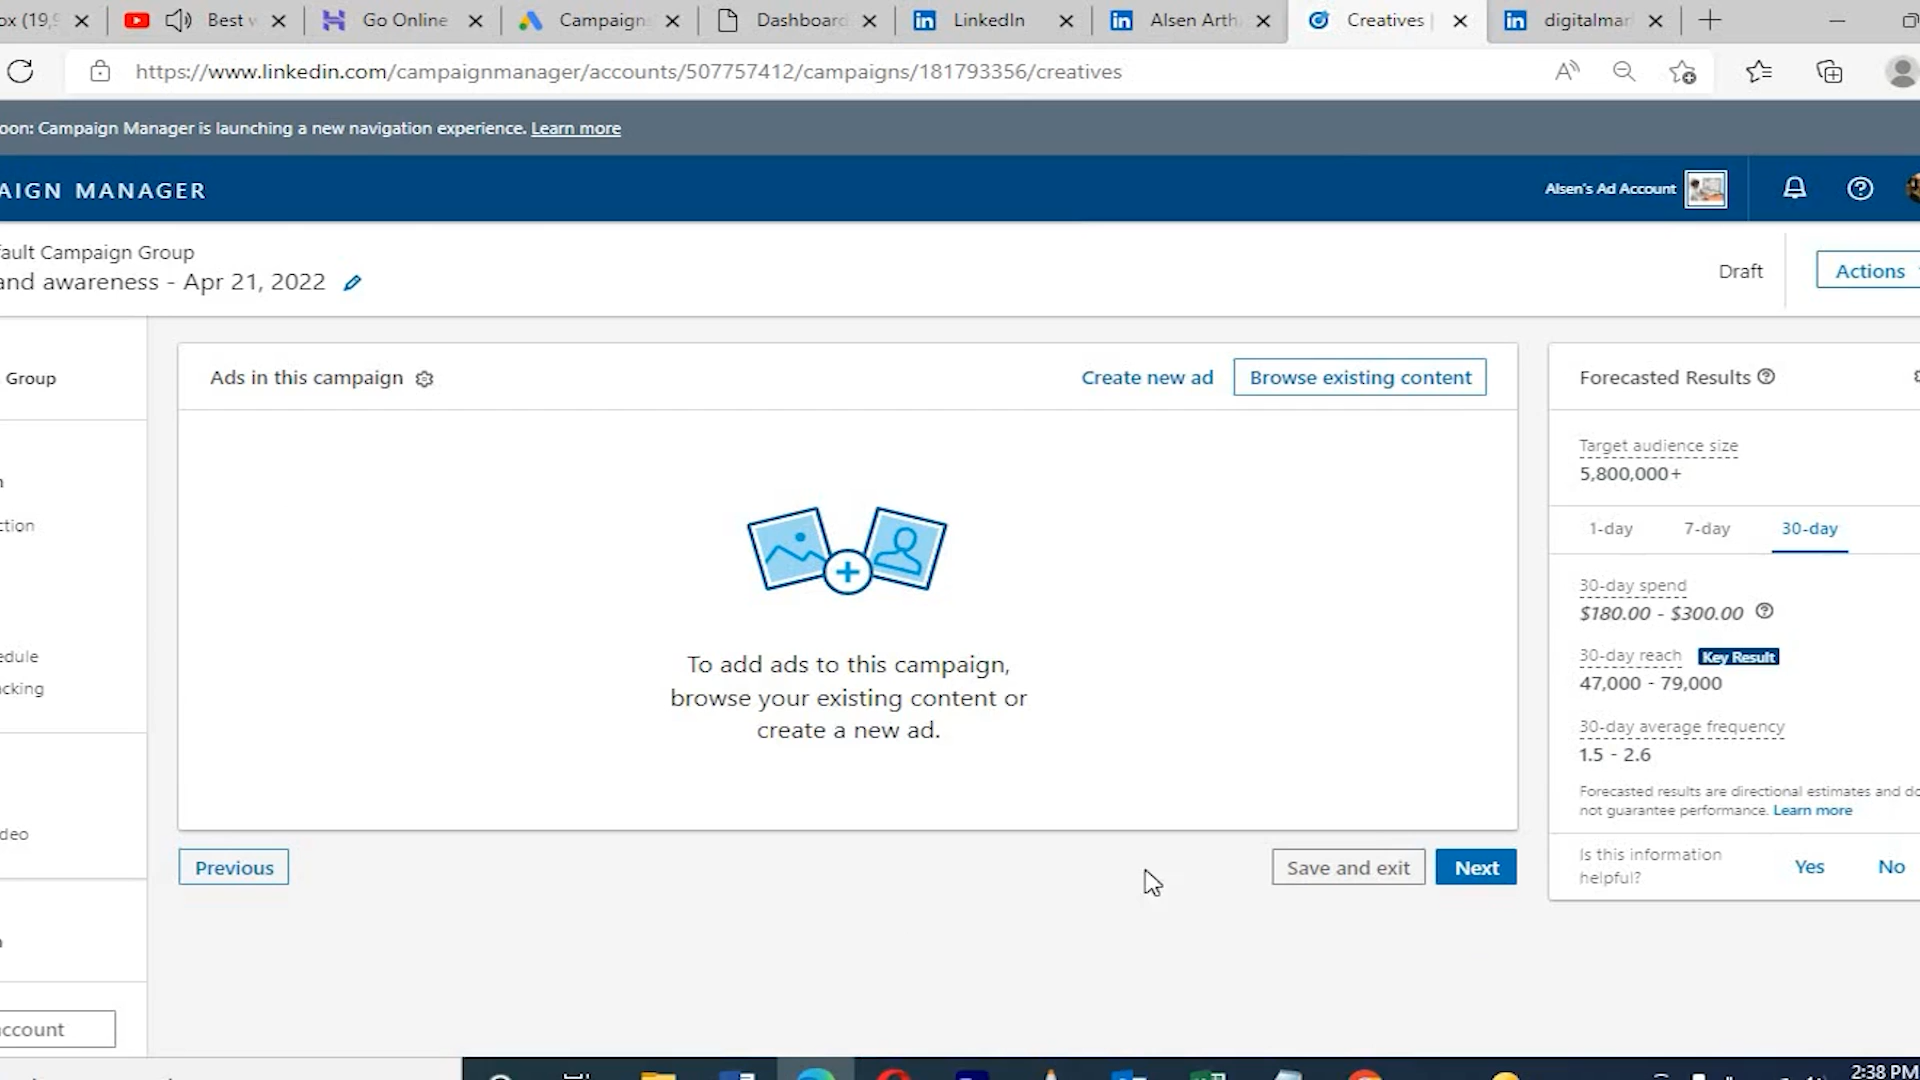 ox (19,9
Best v
Go Online
Campaign
Dashboard
LinkedIn
Alsen Arth
Creatives |
digitalmar
https://www.linkedin.com/campaignmanager/accounts/507757412/campaigns/181793356/creatives
oon: Campaign Manager is launching a new navigation experience. Learn more
AIGN MANAGER
Alsen's Ad Account
fault Campaign Group
and awareness - Apr 21, 2022
Draft
Actions
Group
ction
edule
acking
deo
account
Ads in this campaign
Create new ad
Browse existing content
To add ads to this campaign,
browse your existing content or
create a new ad.
Previous
Save and exit
Next
Forecasted Results
Target audience size
5,800,000+
1-day 7-day 30-day
30-day spend
$180.00 - $300.00
30-day reach Key Result
47,000 - 79,000
30-day average frequency
1.5 - 2.6
Forecasted results are directional estimates and do
not guarantee performance. Learn more
Is this information
helpful?
Yes No
2:38 PM